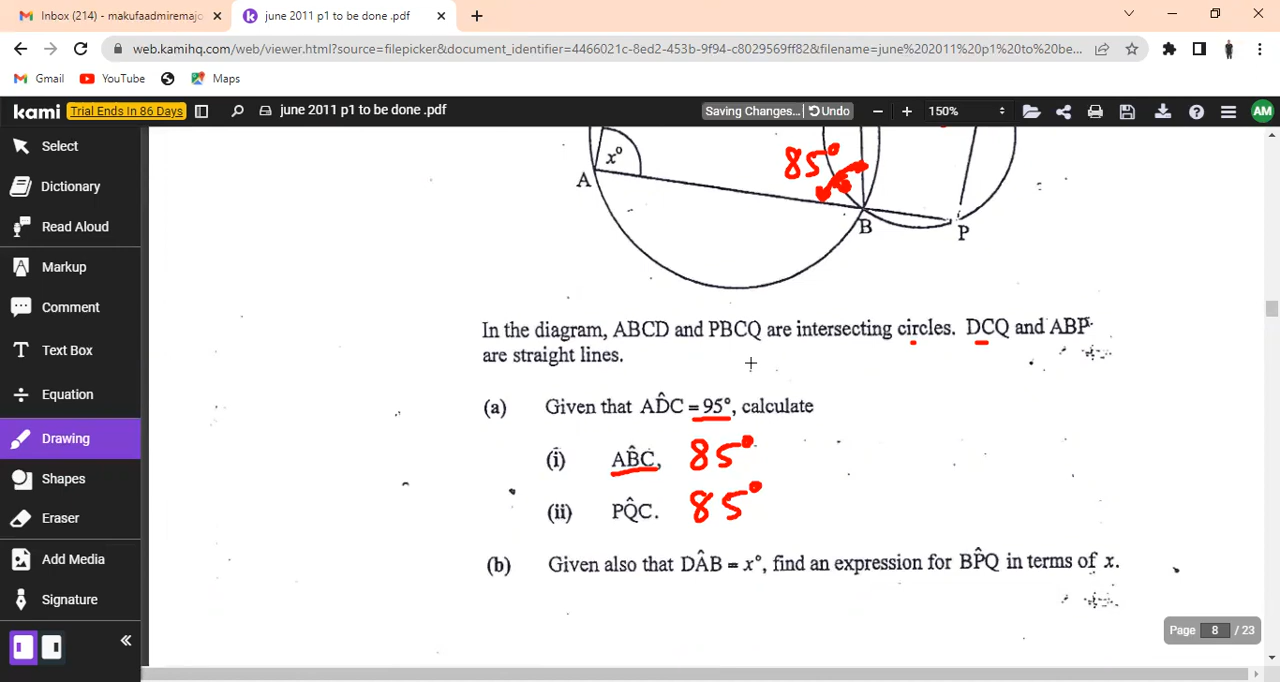 Inbox (214) - makufaadmiremajo
june 2011 p1 to be done .pdf
web.kamihq.com/web/viewer.html?source=filepicker&document_identifier=4466021c-8ed2-453b-9f94-c8029569ff82&filename=june%202011%20p1%20to%20be...
Gmail
YouTube
Maps
kami
Trial Ends In 86 Days
june 2011 p1 to be done .pdf
Saving Changes...
Undo
150%
AM
Select
Dictionary
Read Aloud
Markup
Comment
Text Box
Equation
Drawing
Shapes
Eraser
Add Media
Signature
x°
85°
A
B
P
In the diagram, ABCD and PBCQ are intersecting circles. DCQ and ABP
are straight lines.
(a) Given that AD̂C = 95°, calculate
(i) AB̂C, 85°
(ii) PQ̂C. 85°
(b) Given also that DÂB = x°, find an expression for BP̂Q in terms of x.
Page 8 / 23